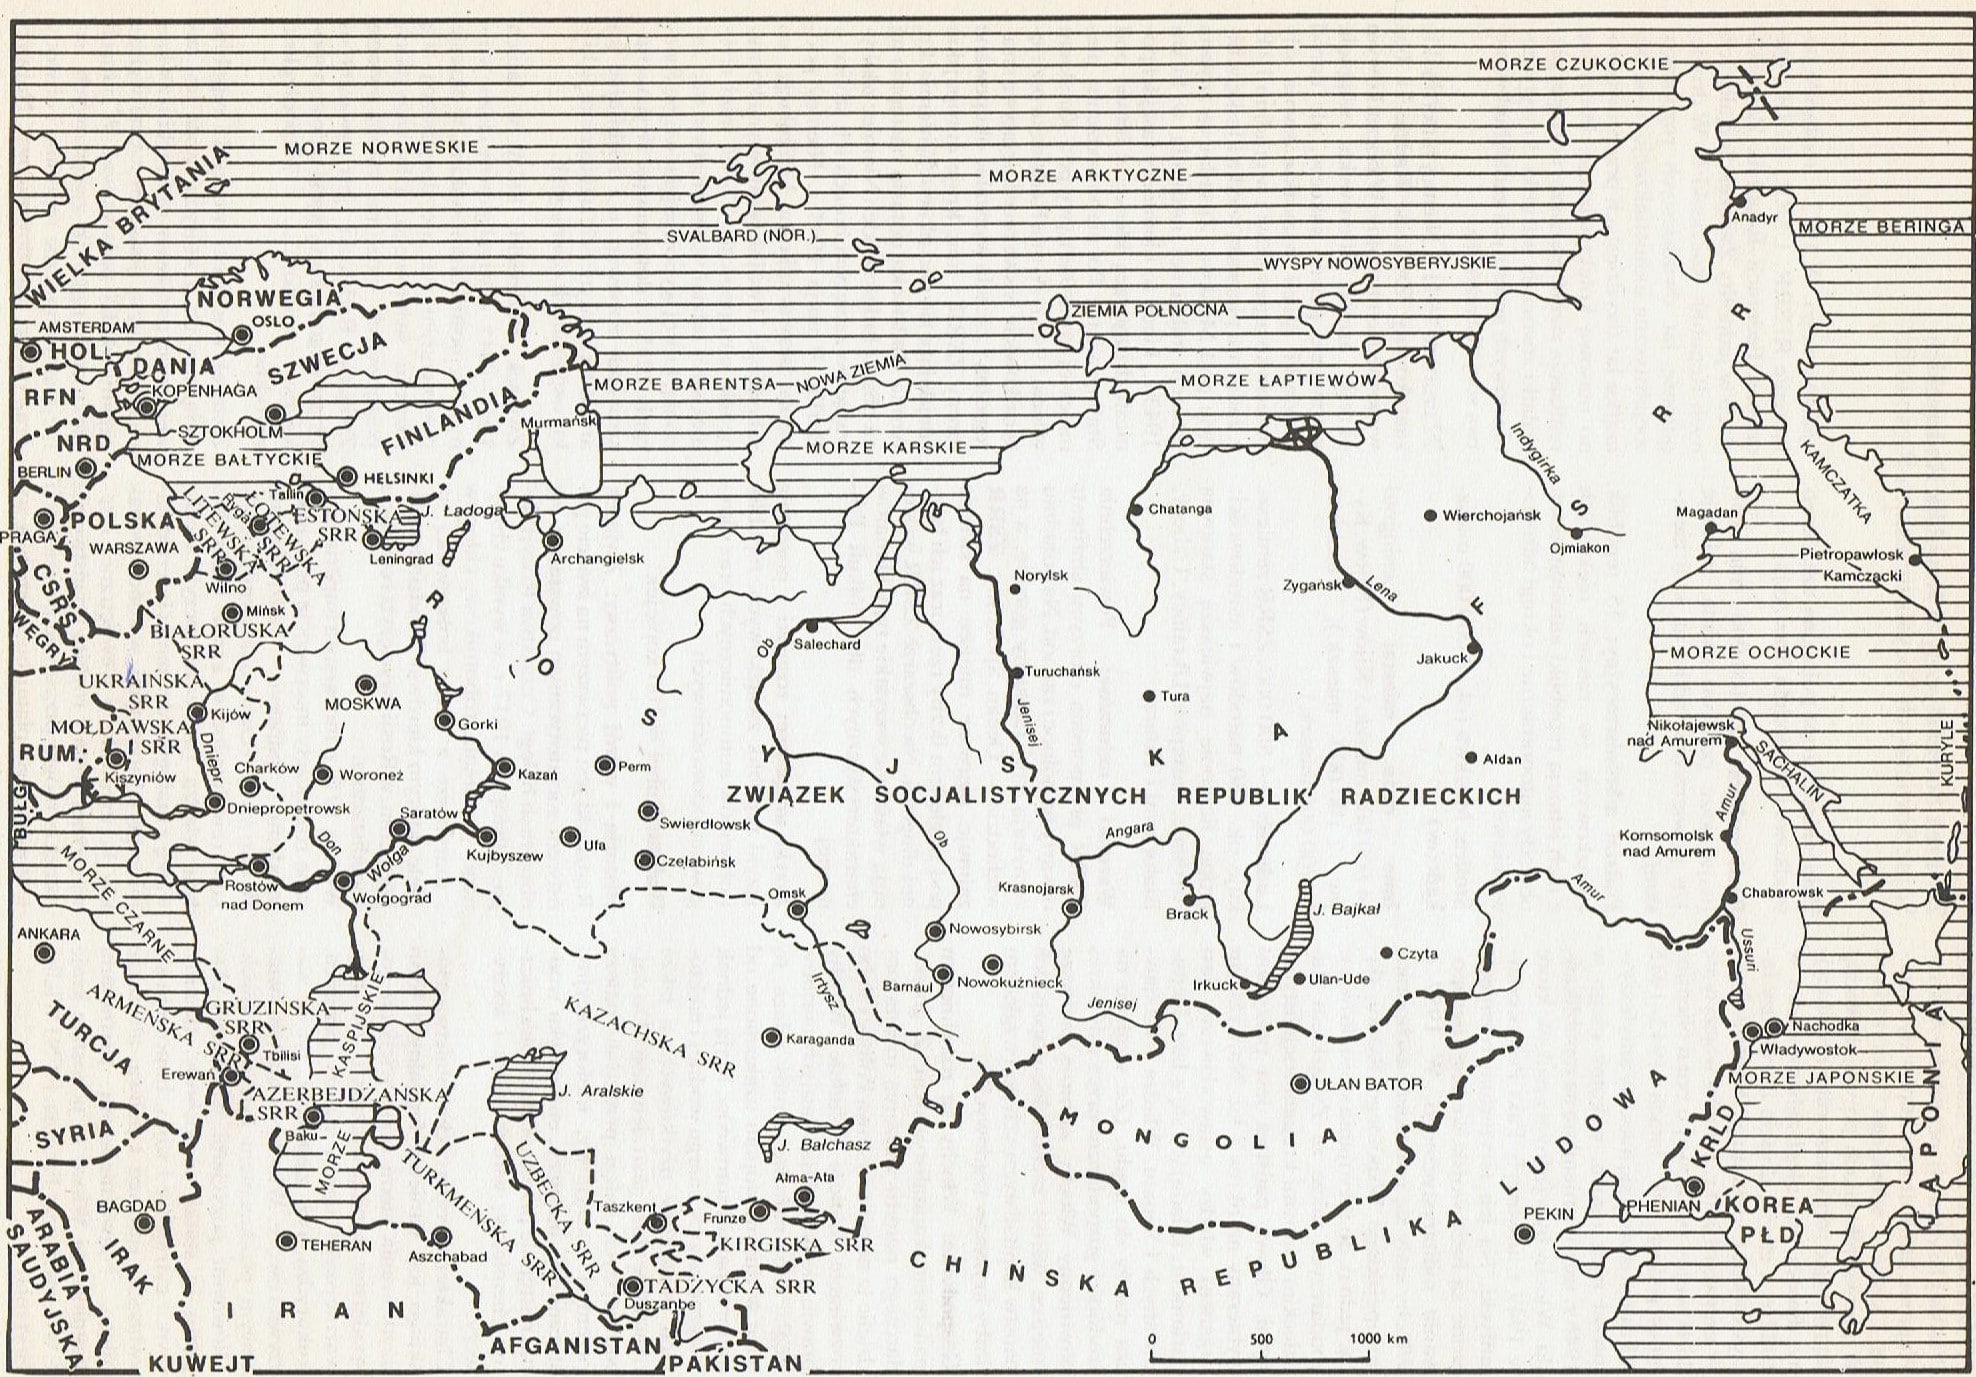 MORZE CZUKOCKIE
MORZE NORWESKIE
MORZE ARKTYCZNE
WIELKA BRYTANIA
Anadyr
MORZE BERINGA
SVALBARD (NOR.)
WYSPY NOWOSYBERYJSKIE
NORWEGIA
OSLO
ZIEMIA PÓŁNOCNA
AMSTERDAM
HOL.
DANIA
SZWECJA
RFN
KOPENHAGA
MORZE BARENTSA
NOWA ZIEMIA
MORZE ŁAPTIEWÓW
SZTOKHOLM
FINLANDIA
Murmańsk
NRD
BERLIN
MORZE BAŁTYCKIE
HELSINKI
MORZE KARSKIE
Indygirka
KAMCZATKA
Tallin
Ryga
ŁOTEWSKA
SRR
LITEWSKA
SRR
ESTOŃSKA
SRR
J. Ładoga
POLSKA
PRAGA
WARSZAWA
Leningrad
Archangielsk
Chatanga
Wierchojańsk
Magadan
Ojmiakon
Pietropawłosk
Kamczacki
CSRS
Wilno
Norylsk
Zygańsk
Lena
Mińsk
WĘGRY
BIAŁORUSKA
SRR
Ob
Salechard
Jakuck
MORZE OCHOCKIE
UKRAIŃSKA
SRR
MOSKWA
Turuchańsk
Tura
Jenisej
Kijów
Gorki
MOŁDAWSKA
SRR
Nikołajewsk
nad Amurem
SACHALIN
KURYLE
RUM.
Kiszyniów
Dniepr
Charków
Woroneż
Kazań
Perm
Aldan
R O S Y J S K A F S R R
ZWIĄZEK SOCJALISTYCZNYCH REPUBLIK RADZIECKICH
BUŁG
Dniepropetrowsk
Saratów
Swierdłowsk
Amur
Angara
Ob
Komsomolsk
nad Amurem
Don
Wołga
Kujbyszew
Ufa
Czelabińsk
MORZE CZARNE
Rostów
nad Donem
Wołgograd
Omsk
Krasnojarsk
Brack
J. Bajkał
Amur
Chabarowsk
ANKARA
Nowosybirsk
Czyta
Ussuri
Barnauł
Nowokuźnieck
Irkuck
Ulan-Ude
Irtysz
Jenisej
TURCJA
ARMEŃSKA SRR
GRUZIŃSKA
SRR
KASPIJSKIE
KAZACHSKA SRR
Karaganda
Nachodka
Władywostok
Tbilisi
Erewań
MORZE JAPONSKIE
AZERBEJDŻAŃSKA
SRR
J. Aralskie
UŁAN BATOR
JAPONIA
SYRIA
Baku
MORZE
MONGOLIA
J. Bałchasz
KRLD
TURKMEŃSKA SRR
UZBECKA SRR
Ałma-Ata
BAGDAD
Taszkent
Frunze
PEKIN
PHENIAN
KOREA
PŁD
TEHERAN
Aszchabad
KIRGISKA SRR
CHIŃSKA REPUBLIKA LUDOWA
ARABIA
SAUDYJSKA
IRAK
IRAN
TADŻYCKA SRR
Duszanbe
AFGANISTAN
0 500 1000 km
KUWEJT
PAKISTAN